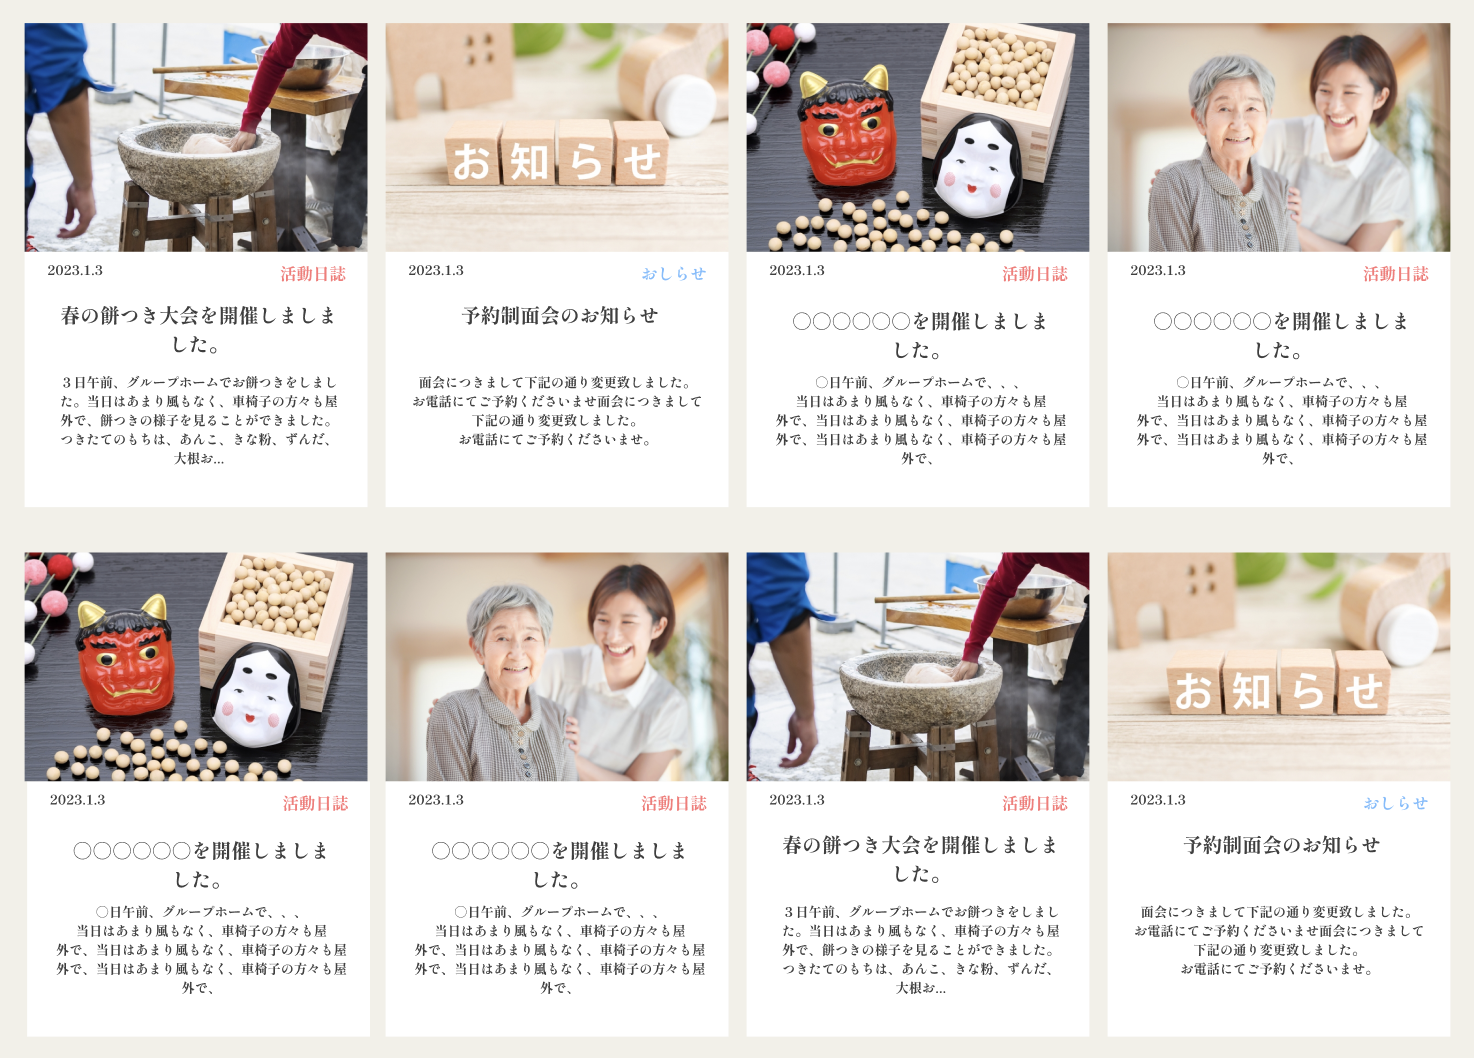 お知らせ
2023.1.3 活動日誌
春の餅つき大会を開催しましま
した。
３日午前、グループホームでお餅つきをしまし
た。当日はあまり風もなく、車椅子の方々も屋
外で、餅つきの様子を見ることができました。
つきたてのもちは、あんこ、きな粉、ずんだ、
大根お...
2023.1.3 おしらせ
予約制面会のお知らせ
面会につきまして下記の通り変更致しました。
お電話にてご予約くださいませ面会につきまして
下記の通り変更致しました。
お電話にてご予約くださいませ。
2023.1.3 活動日誌
〇〇〇〇〇〇を開催しましま
した。
〇日午前、グループホームで、、、
当日はあまり風もなく、車椅子の方々も屋
外で、当日はあまり風もなく、車椅子の方々も屋
外で、当日はあまり風もなく、車椅子の方々も屋
外で、
2023.1.3 活動日誌
〇〇〇〇〇〇を開催しましま
した。
〇日午前、グループホームで、、、
当日はあまり風もなく、車椅子の方々も屋
外で、当日はあまり風もなく、車椅子の方々も屋
外で、当日はあまり風もなく、車椅子の方々も屋
外で、
2023.1.3 活動日誌
〇〇〇〇〇〇を開催しましま
した。
〇日午前、グループホームで、、、
当日はあまり風もなく、車椅子の方々も屋
外で、当日はあまり風もなく、車椅子の方々も屋
外で、当日はあまり風もなく、車椅子の方々も屋
外で、
2023.1.3 活動日誌
〇〇〇〇〇〇を開催しましま
した。
〇日午前、グループホームで、、、
当日はあまり風もなく、車椅子の方々も屋
外で、当日はあまり風もなく、車椅子の方々も屋
外で、当日はあまり風もなく、車椅子の方々も屋
外で、
2023.1.3 活動日誌
春の餅つき大会を開催しましま
した。
３日午前、グループホームでお餅つきをしまし
た。当日はあまり風もなく、車椅子の方々も屋
外で、餅つきの様子を見ることができました。
つきたてのもちは、あんこ、きな粉、ずんだ、
大根お...
お知らせ
2023.1.3 おしらせ
予約制面会のお知らせ
面会につきまして下記の通り変更致しました。
お電話にてご予約くださいませ面会につきまして
下記の通り変更致しました。
お電話にてご予約くださいませ。